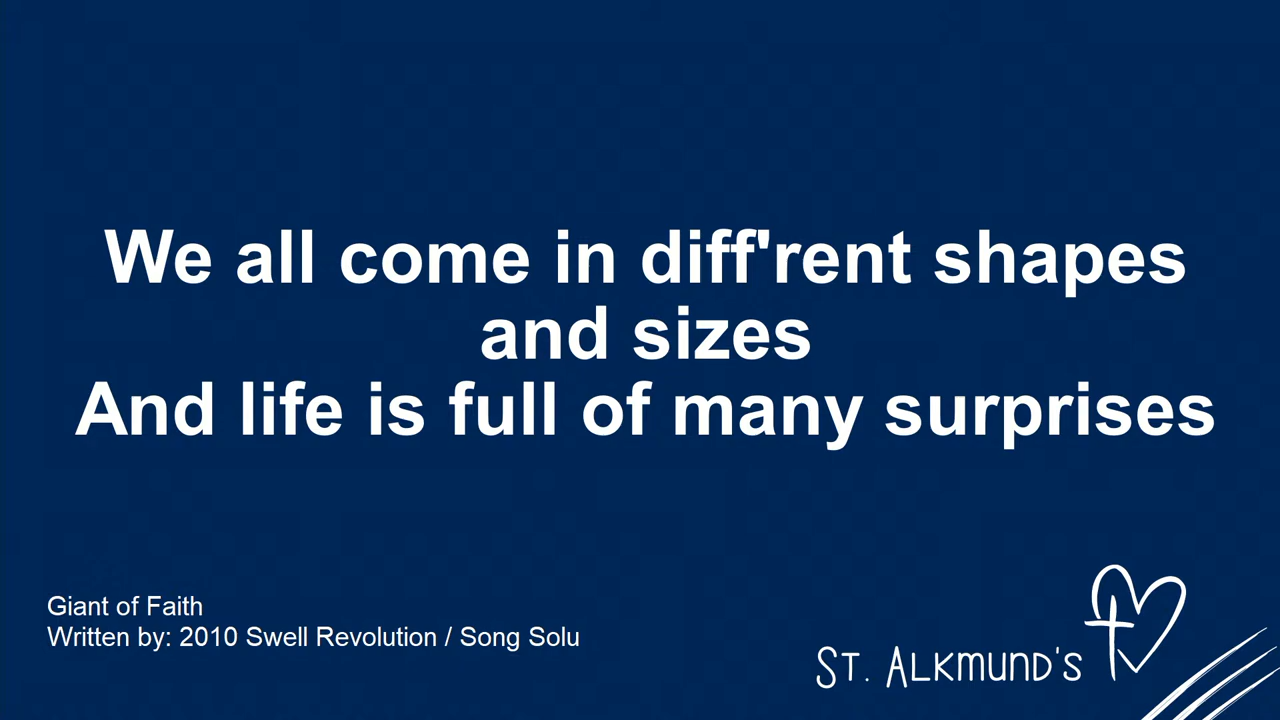 We all come in diff'rent shapes
and sizes
And life is full of many surprises
Giant of Faith
Written by: 2010 Swell Revolution / Song Solu
St. Alkmund's